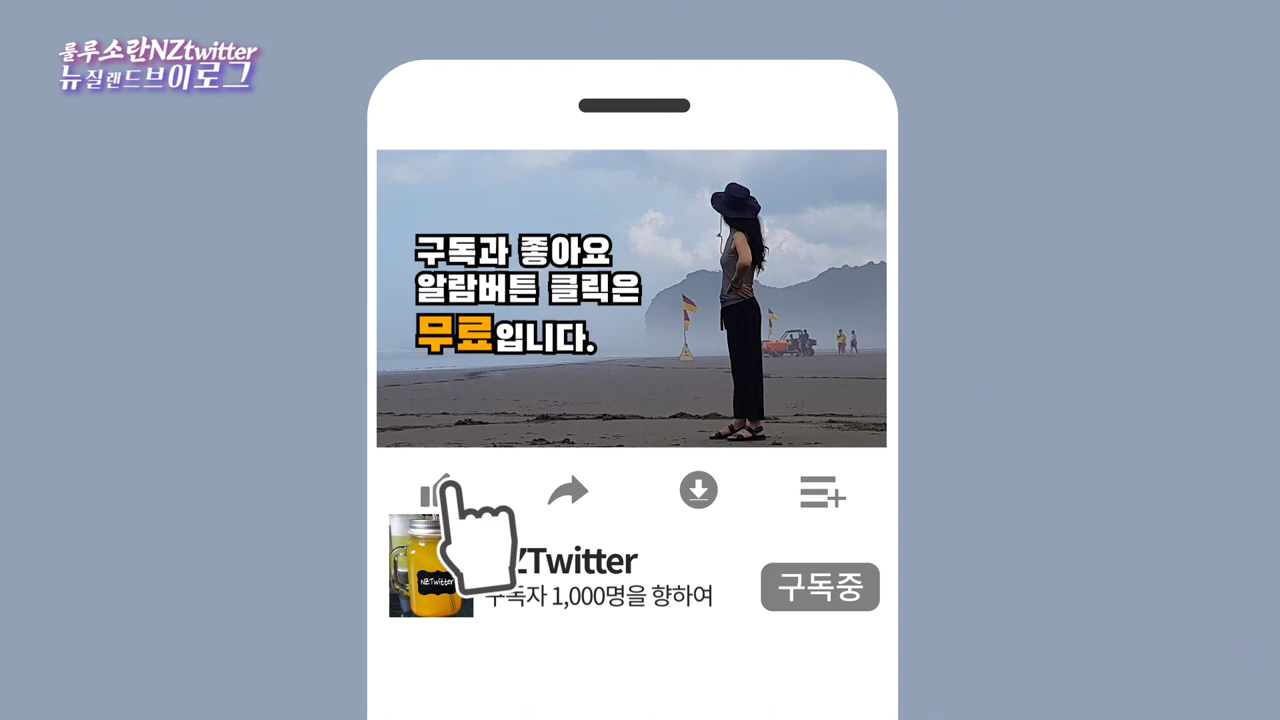 룰루소란NZtwitter
뉴질랜드브이로그
구독과 좋아요
알람버튼 클릭은
무료입니다.
NZTwitter
ZTwitter
구독자 1,000명을 향하여
구독중